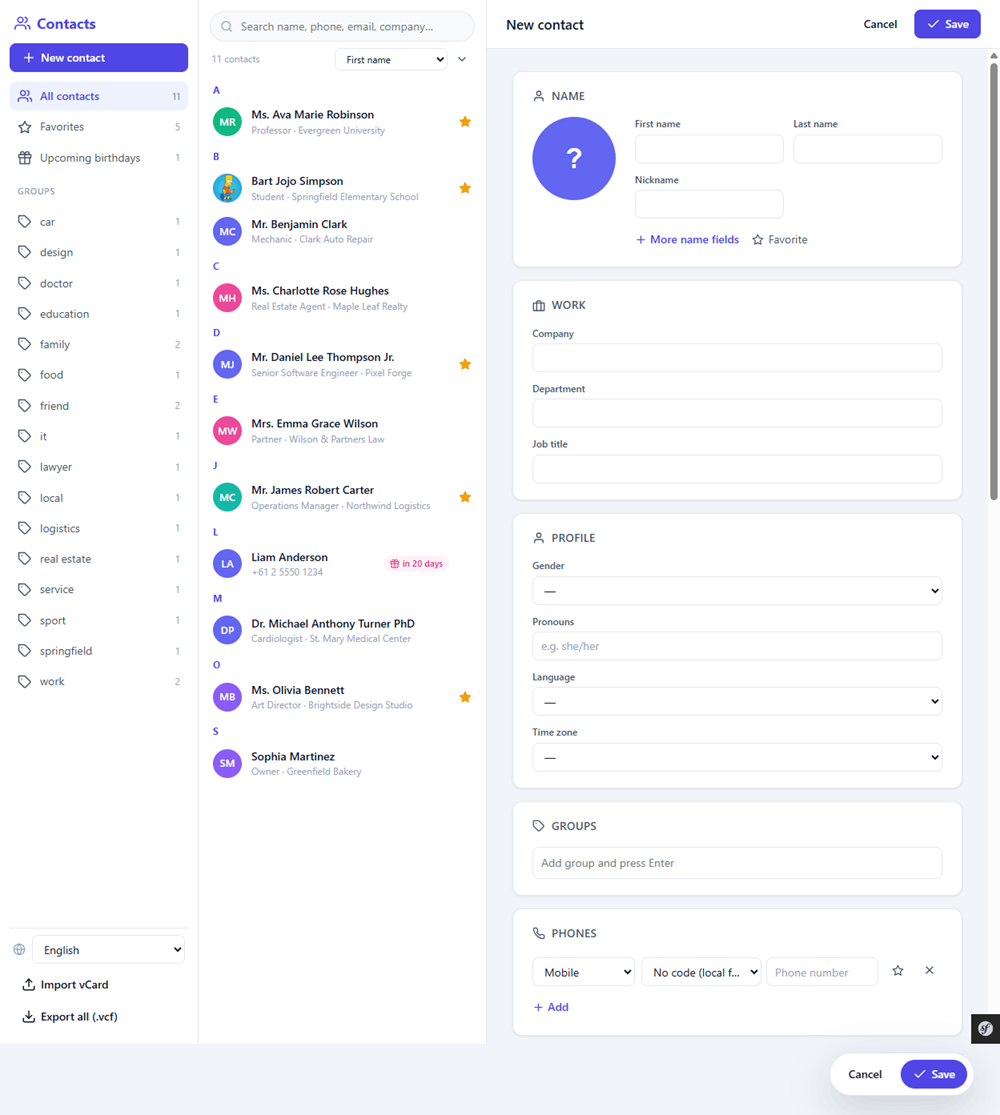 Contacts
New contact
All contacts 11
Favorites 5
Upcoming birthdays 1
GROUPS
car 1
design 1
doctor 1
education 1
family 2
food 1
friend 2
it 1
lawyer 1
local 1
logistics 1
real estate 1
service 1
sport 1
springfield 1
work 2
English
Import vCard
Export all (.vcf)
Search name, phone, email, company...
11 contacts First name
A
MR Ms. Ava Marie Robinson
Professor · Evergreen University
B
Bart Jojo Simpson
Student · Springfield Elementary School
MC Mr. Benjamin Clark
Mechanic · Clark Auto Repair
C
MH Ms. Charlotte Rose Hughes
Real Estate Agent · Maple Leaf Realty
D
MJ Mr. Daniel Lee Thompson Jr.
Senior Software Engineer · Pixel Forge
E
MW Mrs. Emma Grace Wilson
Partner · Wilson & Partners Law
J
MC Mr. James Robert Carter
Operations Manager · Northwind Logistics
L
LA Liam Anderson
+61 2 5550 1234
in 20 days
M
DP Dr. Michael Anthony Turner PhD
Cardiologist · St. Mary Medical Center
O
MB Ms. Olivia Bennett
Art Director · Brightside Design Studio
S
SM Sophia Martinez
Owner · Greenfield Bakery
New contact Cancel Save
NAME
?
First name Last name
Nickname
+ More name fields Favorite
WORK
Company
Department
Job title
PROFILE
Gender
—
Pronouns
e.g. she/her
Language
—
Time zone
—
GROUPS
Add group and press Enter
PHONES
Mobile No code (local f... Phone number
+ Add
sf
Cancel Save